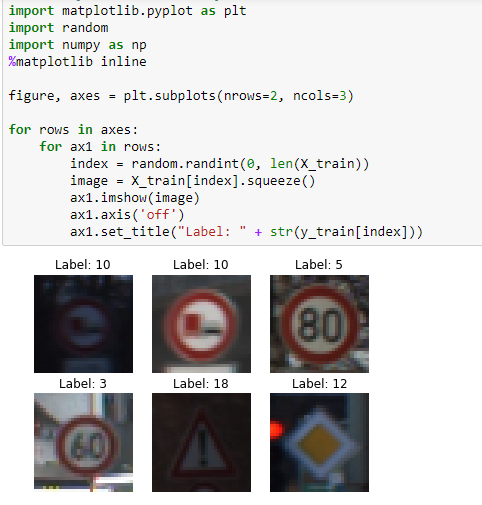 import matplotlib.pyplot as plt
import random
import numpy as np
%matplotlib inline
figure, axes = plt.subplots(nrows=2, ncols=3)
for rows in axes:
    for ax1 in rows:
        index = random.randint(0, len(X_train))
        image = X_train[index].squeeze()
        ax1.imshow(image)
        ax1.axis('off')
        ax1.set_title("Label: " + str(y_train[index]))
Label: 10 Label: 10 Label: 5
80
Label: 3 Label: 18 Label: 12
60 !